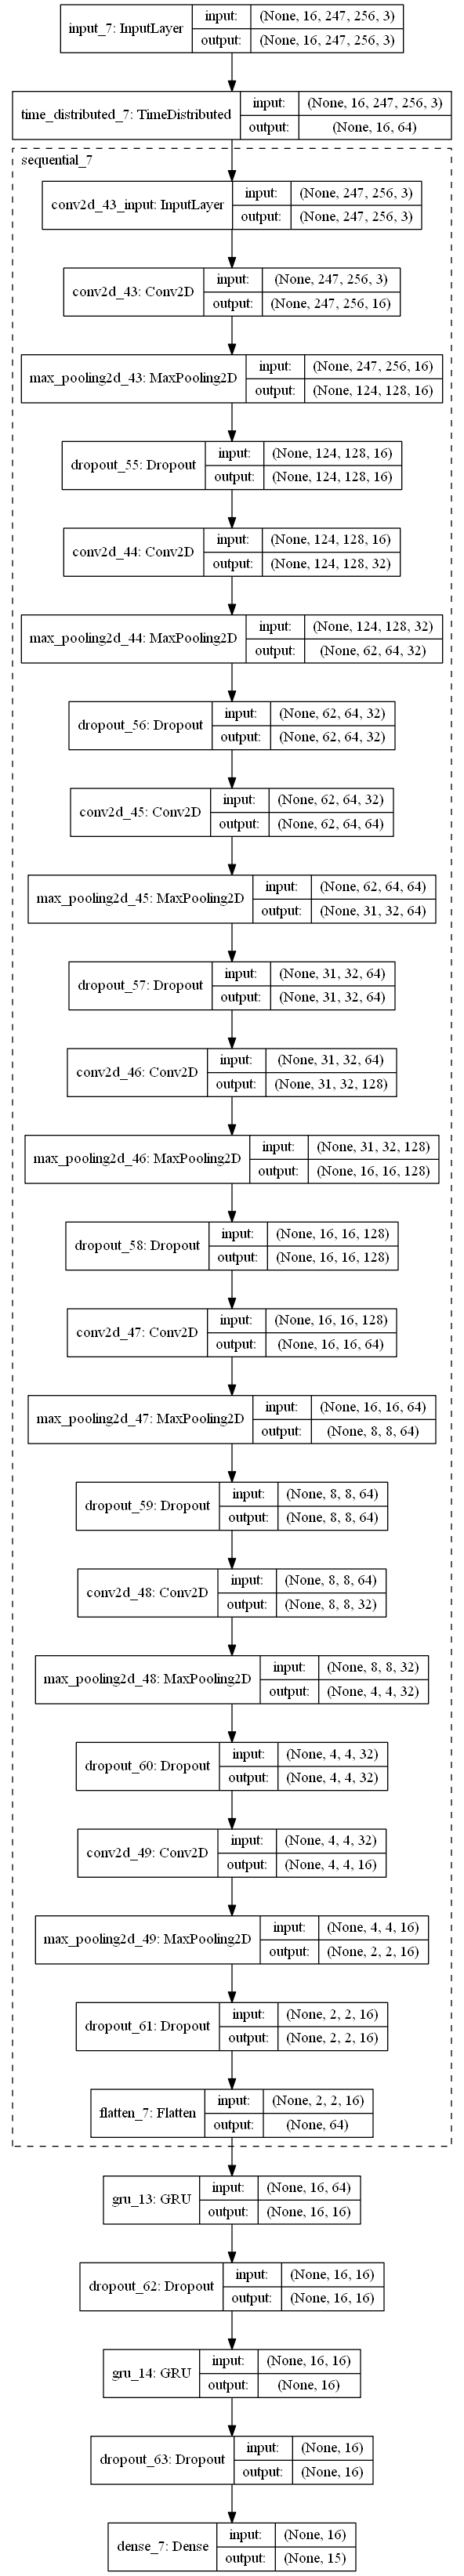 input_7: InputLayer
input: (None, 16, 247, 256, 3)
output: (None, 16, 247, 256, 3)
time_distributed_7: TimeDistributed
input: (None, 16, 247, 256, 3)
output: (None, 16, 64)
sequential_7
conv2d_43_input: InputLayer
input: (None, 247, 256, 3)
output: (None, 247, 256, 3)
conv2d_43: Conv2D
input: (None, 247, 256, 3)
output: (None, 247, 256, 16)
max_pooling2d_43: MaxPooling2D
input: (None, 247, 256, 16)
output: (None, 124, 128, 16)
dropout_55: Dropout
input: (None, 124, 128, 16)
output: (None, 124, 128, 16)
conv2d_44: Conv2D
input: (None, 124, 128, 16)
output: (None, 124, 128, 32)
max_pooling2d_44: MaxPooling2D
input: (None, 124, 128, 32)
output: (None, 62, 64, 32)
dropout_56: Dropout
input: (None, 62, 64, 32)
output: (None, 62, 64, 32)
conv2d_45: Conv2D
input: (None, 62, 64, 32)
output: (None, 62, 64, 64)
max_pooling2d_45: MaxPooling2D
input: (None, 62, 64, 64)
output: (None, 31, 32, 64)
dropout_57: Dropout
input: (None, 31, 32, 64)
output: (None, 31, 32, 64)
conv2d_46: Conv2D
input: (None, 31, 32, 64)
output: (None, 31, 32, 128)
max_pooling2d_46: MaxPooling2D
input: (None, 31, 32, 128)
output: (None, 16, 16, 128)
dropout_58: Dropout
input: (None, 16, 16, 128)
output: (None, 16, 16, 128)
conv2d_47: Conv2D
input: (None, 16, 16, 128)
output: (None, 16, 16, 64)
max_pooling2d_47: MaxPooling2D
input: (None, 16, 16, 64)
output: (None, 8, 8, 64)
dropout_59: Dropout
input: (None, 8, 8, 64)
output: (None, 8, 8, 64)
conv2d_48: Conv2D
input: (None, 8, 8, 64)
output: (None, 8, 8, 32)
max_pooling2d_48: MaxPooling2D
input: (None, 8, 8, 32)
output: (None, 4, 4, 32)
dropout_60: Dropout
input: (None, 4, 4, 32)
output: (None, 4, 4, 32)
conv2d_49: Conv2D
input: (None, 4, 4, 32)
output: (None, 4, 4, 16)
max_pooling2d_49: MaxPooling2D
input: (None, 4, 4, 16)
output: (None, 2, 2, 16)
dropout_61: Dropout
input: (None, 2, 2, 16)
output: (None, 2, 2, 16)
flatten_7: Flatten
input: (None, 2, 2, 16)
output: (None, 64)
gru_13: GRU
input: (None, 16, 64)
output: (None, 16, 16)
dropout_62: Dropout
input: (None, 16, 16)
output: (None, 16, 16)
gru_14: GRU
input: (None, 16, 16)
output: (None, 16)
dropout_63: Dropout
input: (None, 16)
output: (None, 16)
dense_7: Dense
input: (None, 16)
output: (None, 15)